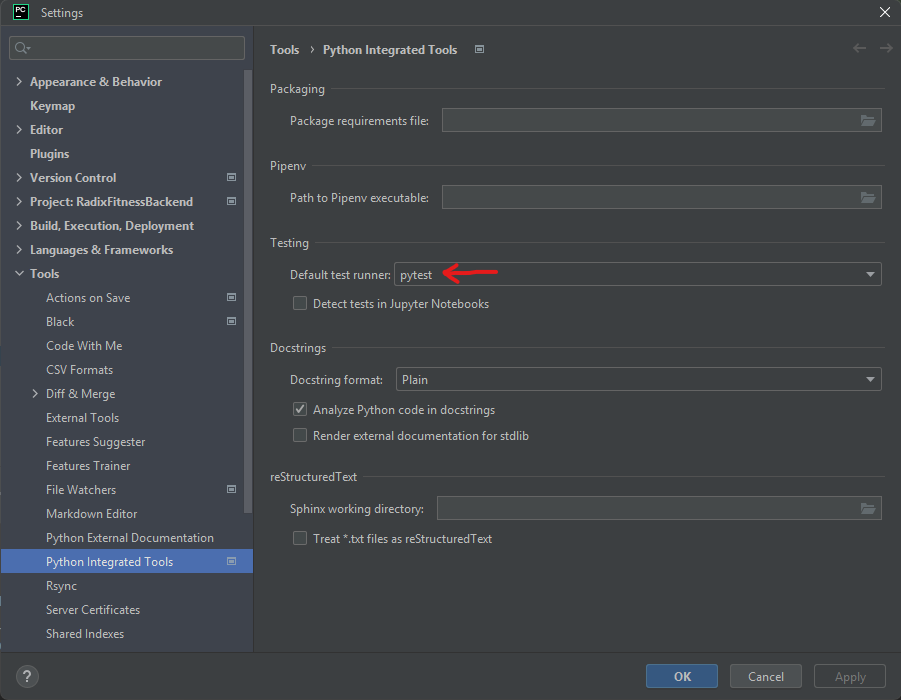 PC Settings
Tools › Python Integrated Tools
Appearance & Behavior
Keymap
Editor
Plugins
Version Control
Project: RadixFitnessBackend
Build, Execution, Deployment
Languages & Frameworks
Tools
Actions on Save
Black
Code With Me
CSV Formats
Diff & Merge
External Tools
Features Suggester
Features Trainer
File Watchers
Markdown Editor
Python External Documentation
Python Integrated Tools
Rsync
Server Certificates
Shared Indexes
Packaging
Package requirements file:
Pipenv
Path to Pipenv executable:
Testing
Default test runner: pytest
Detect tests in Jupyter Notebooks
Docstrings
Docstring format: Plain
Analyze Python code in docstrings
Render external documentation for stdlib
reStructuredText
Sphinx working directory:
Treat *.txt files as reStructuredText
? OK Cancel Apply